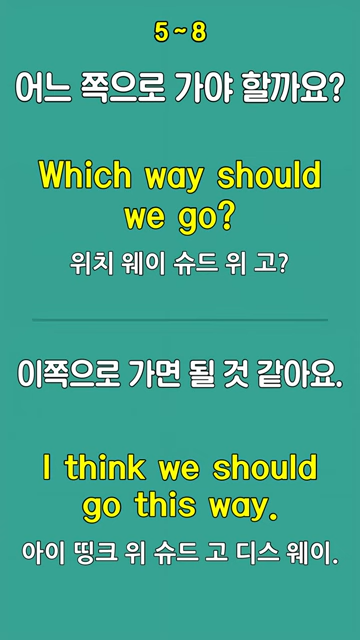 5~8
어느 쪽으로 가야 할까요?
Which way should
we go?
위치 웨이 슈드 위 고?
이쪽으로 가면 될 것 같아요.
I think we should
go this way.
아이 띵크 위 슈드 고 디스 웨이.